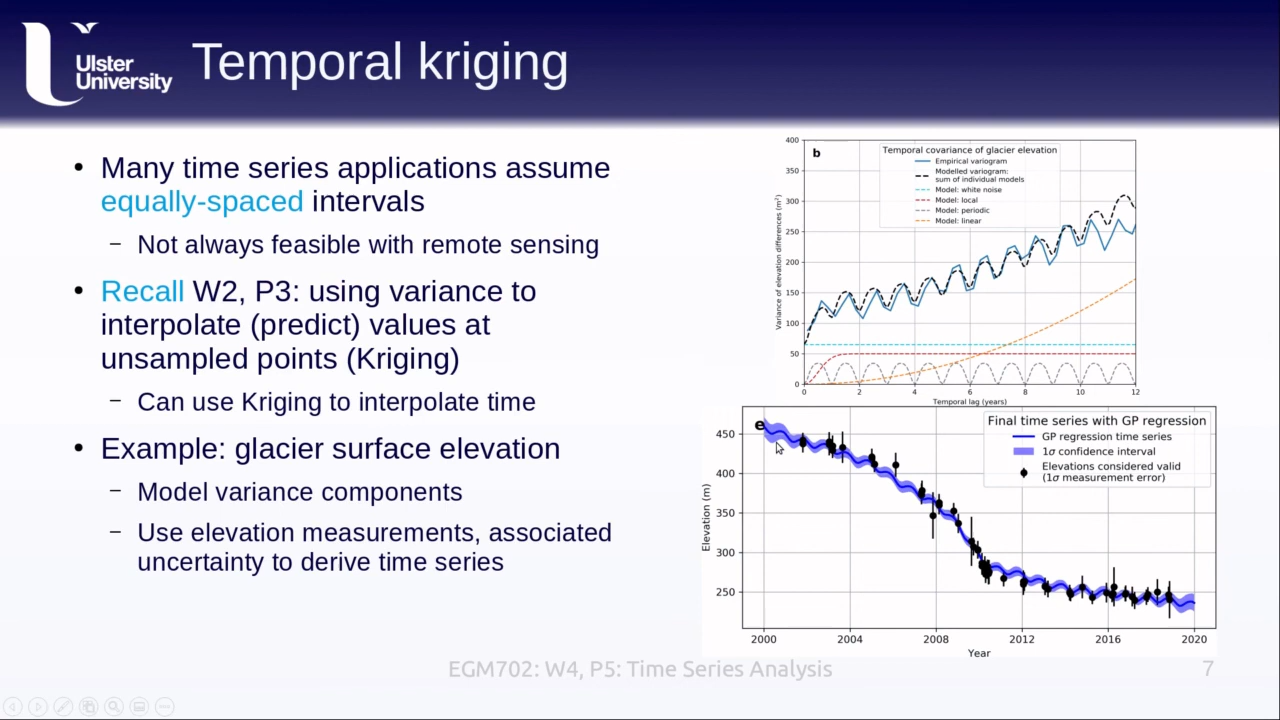 Ulster
University
Temporal kriging
• Many time series applications assume
equally-spaced intervals
– Not always feasible with remote sensing
• Recall W2, P3: using variance to
interpolate (predict) values at
unsampled points (Kriging)
– Can use Kriging to interpolate time
• Example: glacier surface elevation
– Model variance components
– Use elevation measurements, associated
uncertainty to derive time series
b
Temporal covariance of glacier elevation
Empirical variogram
Modelled variogram:
sum of individual models
Model: white noise
Model: local
Model: periodic
Model: linear
Variance of elevation differences (m²)
400
350
300
250
200
150
100
50
0
0 2 4 6 8 10 12
Temporal lag (years)
e
Final time series with GP regression
GP regression time series
1σ confidence interval
Elevations considered valid
(1σ measurement error)
Elevation (m)
450
400
350
300
250
2000 2004 2008 2012 2016 2020
Year
EGM702: W4, P5: Time Series Analysis
7